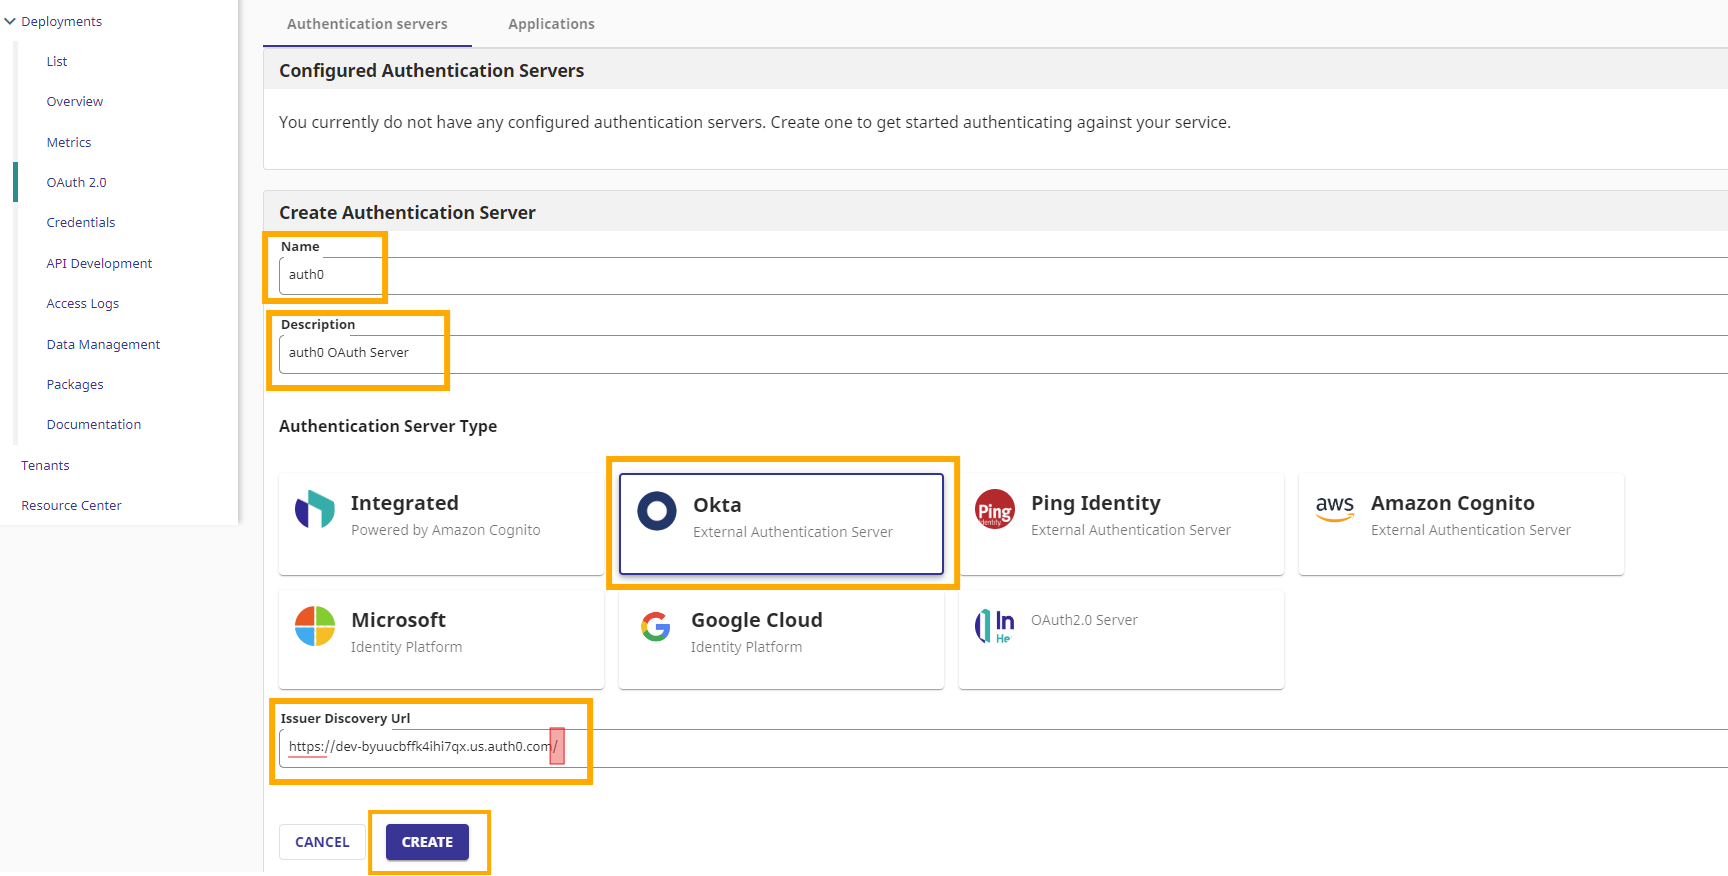 Deployments
List
Overview
Metrics
OAuth 2.0
Credentials
API Development
Access Logs
Data Management
Packages
Documentation
Tenants
Resource Center
Authentication servers
Applications
Configured Authentication Servers
You currently do not have any configured authentication servers. Create one to get started authenticating against your service.
Create Authentication Server
Name
auth0
Description
auth0 OAuth Server
Authentication Server Type
Integrated
Powered by Amazon Cognito
Okta
External Authentication Server
Ping
Identity
Ping Identity
External Authentication Server
aws
Amazon Cognito
External Authentication Server
Microsoft
Identity Platform
Google Cloud
Identity Platform
In
He
OAuth2.0 Server
Issuer Discovery Url
https://dev-byuucbffk4ihi7qx.us.auth0.com/
CANCEL
CREATE